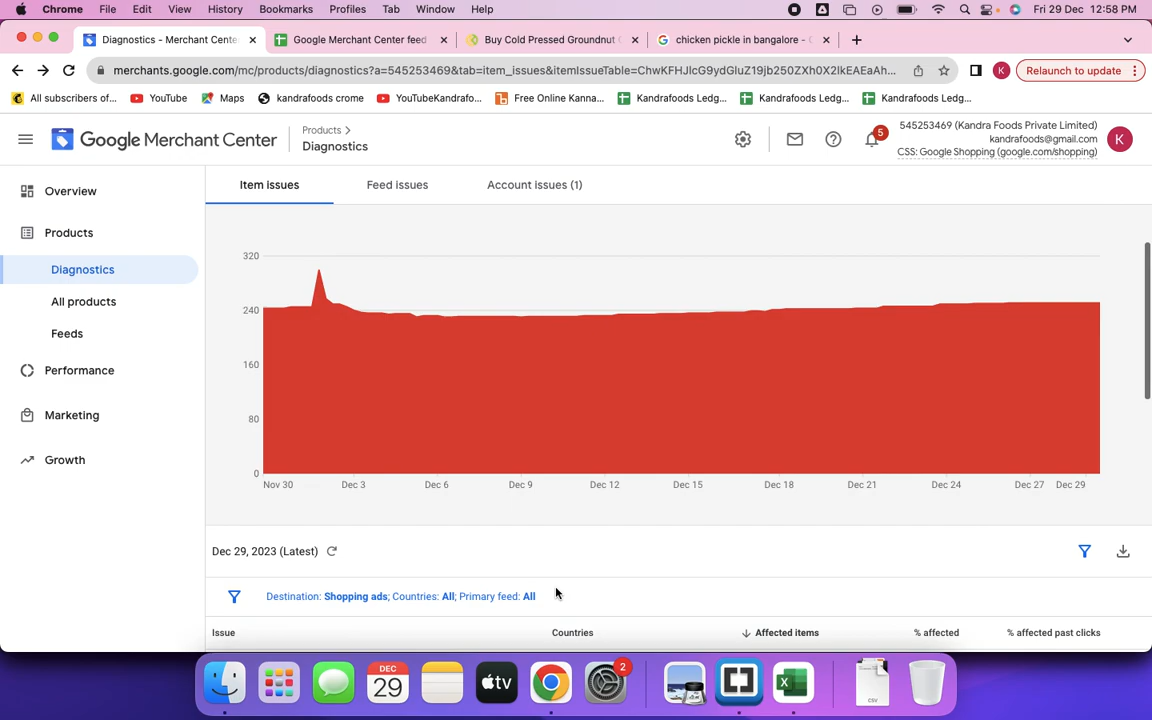 Chrome File Edit View History Bookmarks Profiles Tab Window Help Fri 29 Dec 12:58 PM
Diagnostics - Merchant Cente Google Merchant Center feed Buy Cold Pressed Groundnut chicken pickle in bangalore -
merchants.google.com/mc/products/diagnostics?a=545253469&tab=item_issues&itemIssueTable=ChwKFHJlcG9ydGluZ19jb250ZXh0X2lkEAEaAh... K Relaunch to update
All subscribers of... YouTube Maps kandrafoods crome YouTubeKandrafo... Free Online Kanna... Kandrafoods Ledg... Kandrafoods Ledg... Kandrafoods Ledg...
Google Merchant Center
Products
Diagnostics
5
545253469 (Kandra Foods Private Limited)
kandrafoods@gmail.com
CSS: Google Shopping (google.com/shopping)
K
Overview
Products
Diagnostics
All products
Feeds
Performance
Marketing
Growth
Item issues Feed issues Account issues (1)
320
240
160
80
0
Nov 30 Dec 3 Dec 6 Dec 9 Dec 12 Dec 15 Dec 18 Dec 21 Dec 24 Dec 27 Dec 29
Dec 29, 2023 (Latest)
Destination: Shopping ads; Countries: All; Primary feed: All
Issue Countries Affected items % affected % affected past clicks
DEC
29
tv
2
CSV